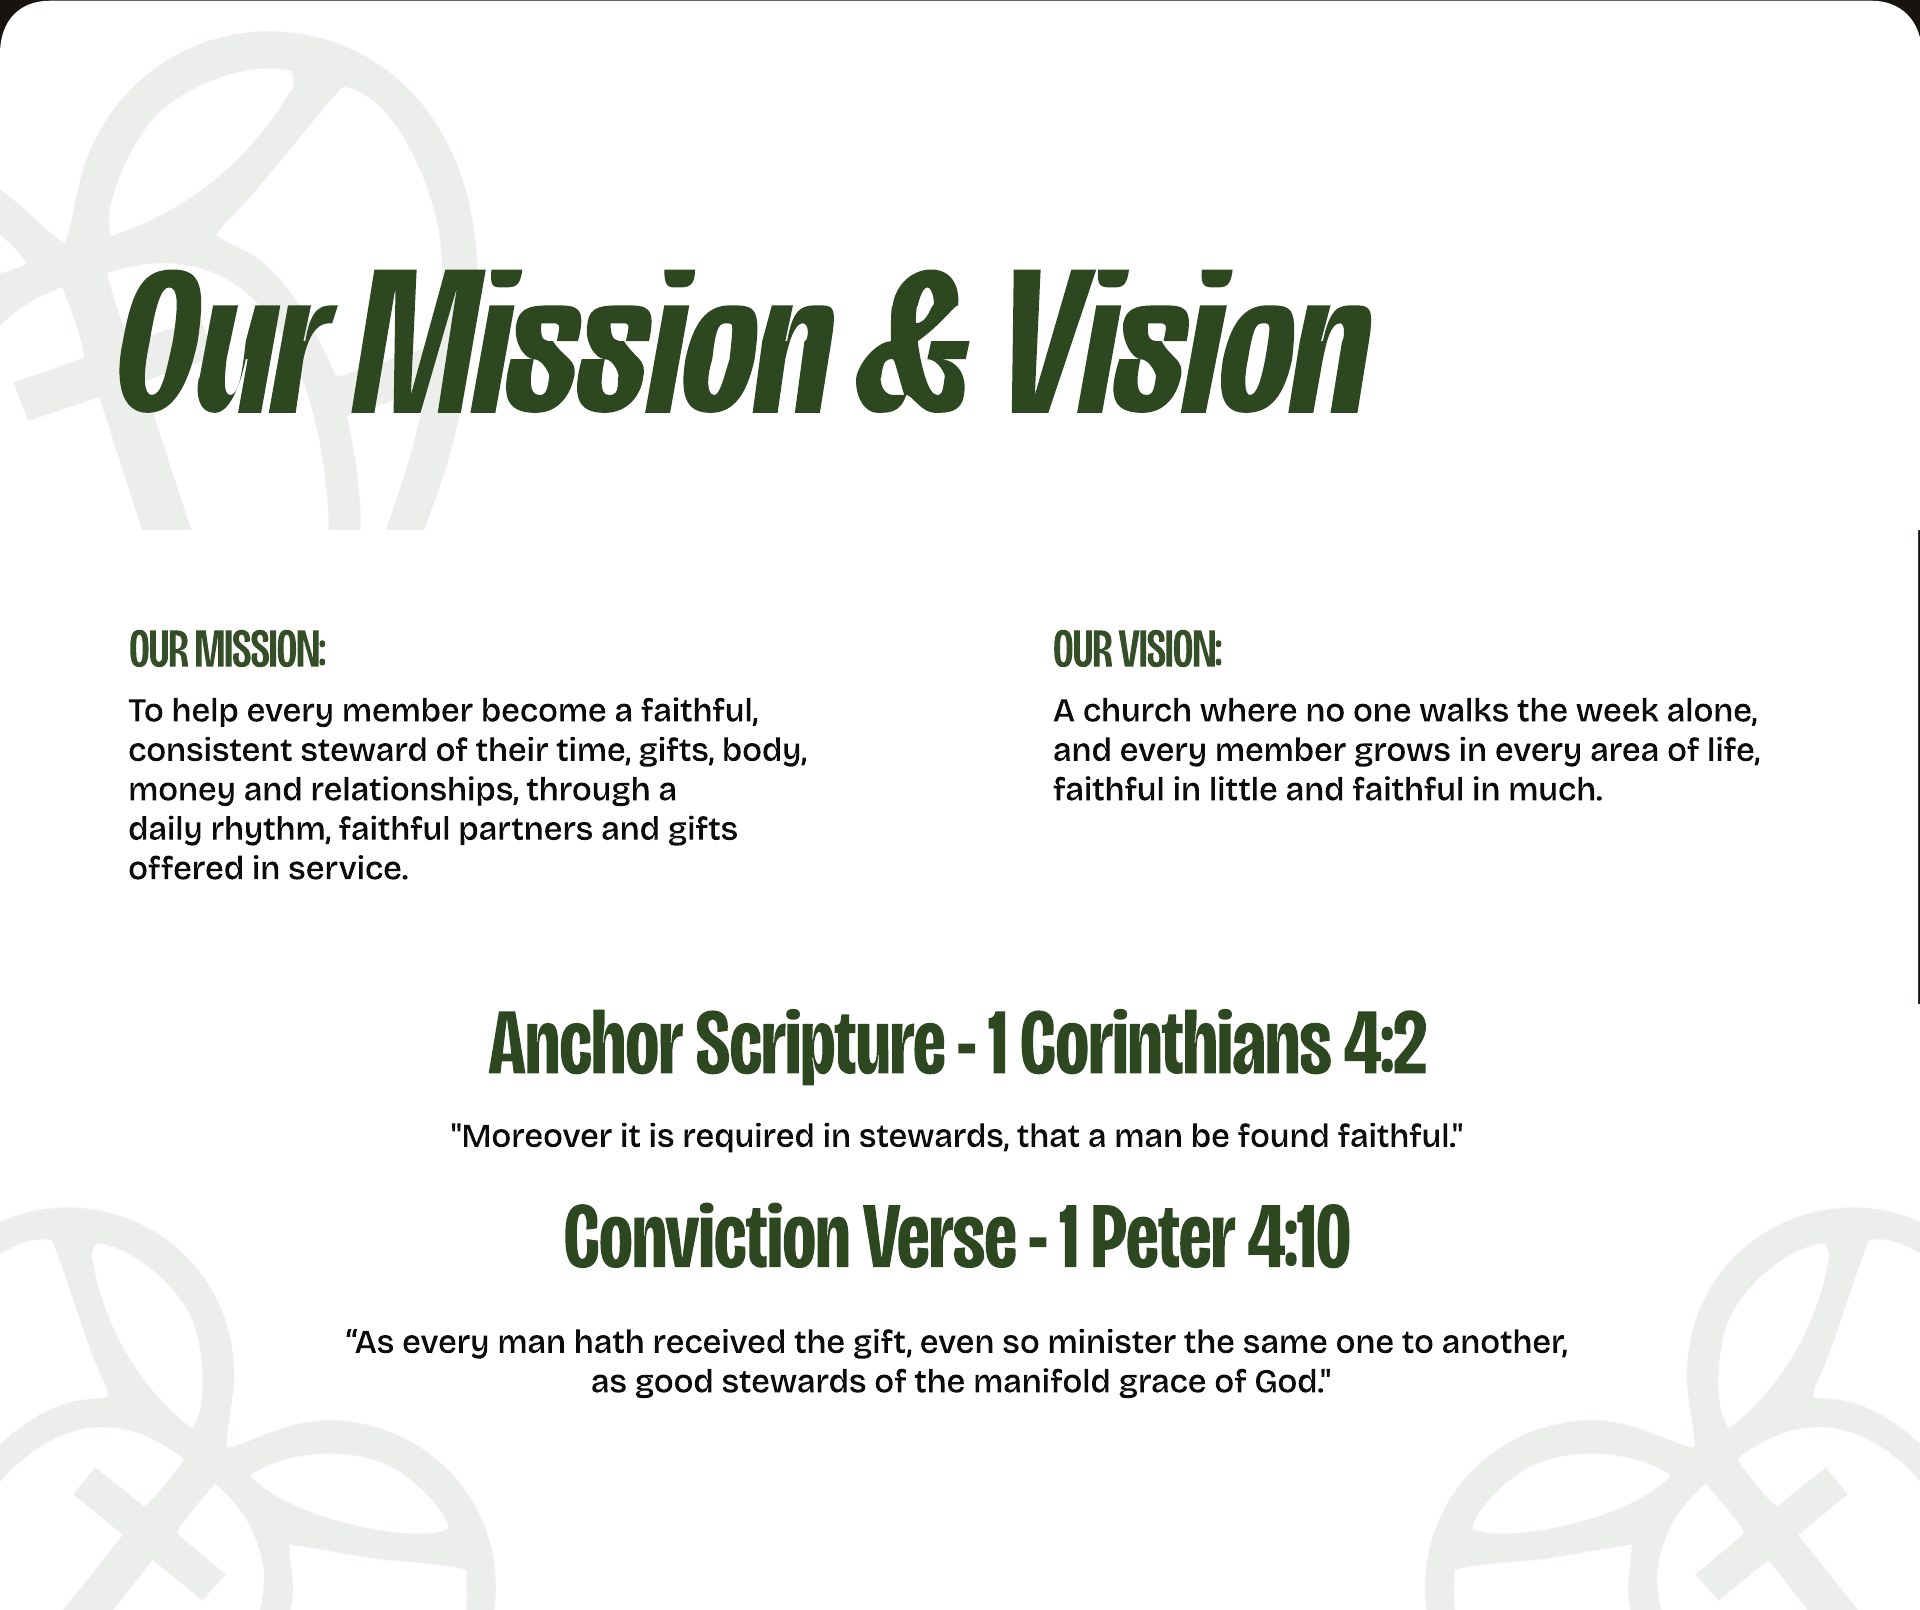 Our Mission & Vision
OUR MISSION:
To help every member become a faithful,
consistent steward of their time, gifts, body,
money and relationships, through a
daily rhythm, faithful partners and gifts
offered in service.
OUR VISION:
A church where no one walks the week alone,
and every member grows in every area of life,
faithful in little and faithful in much.
Anchor Scripture - 1 Corinthians 4:2
"Moreover it is required in stewards, that a man be found faithful."
Conviction Verse - 1 Peter 4:10
“As every man hath received the gift, even so minister the same one to another,
as good stewards of the manifold grace of God."